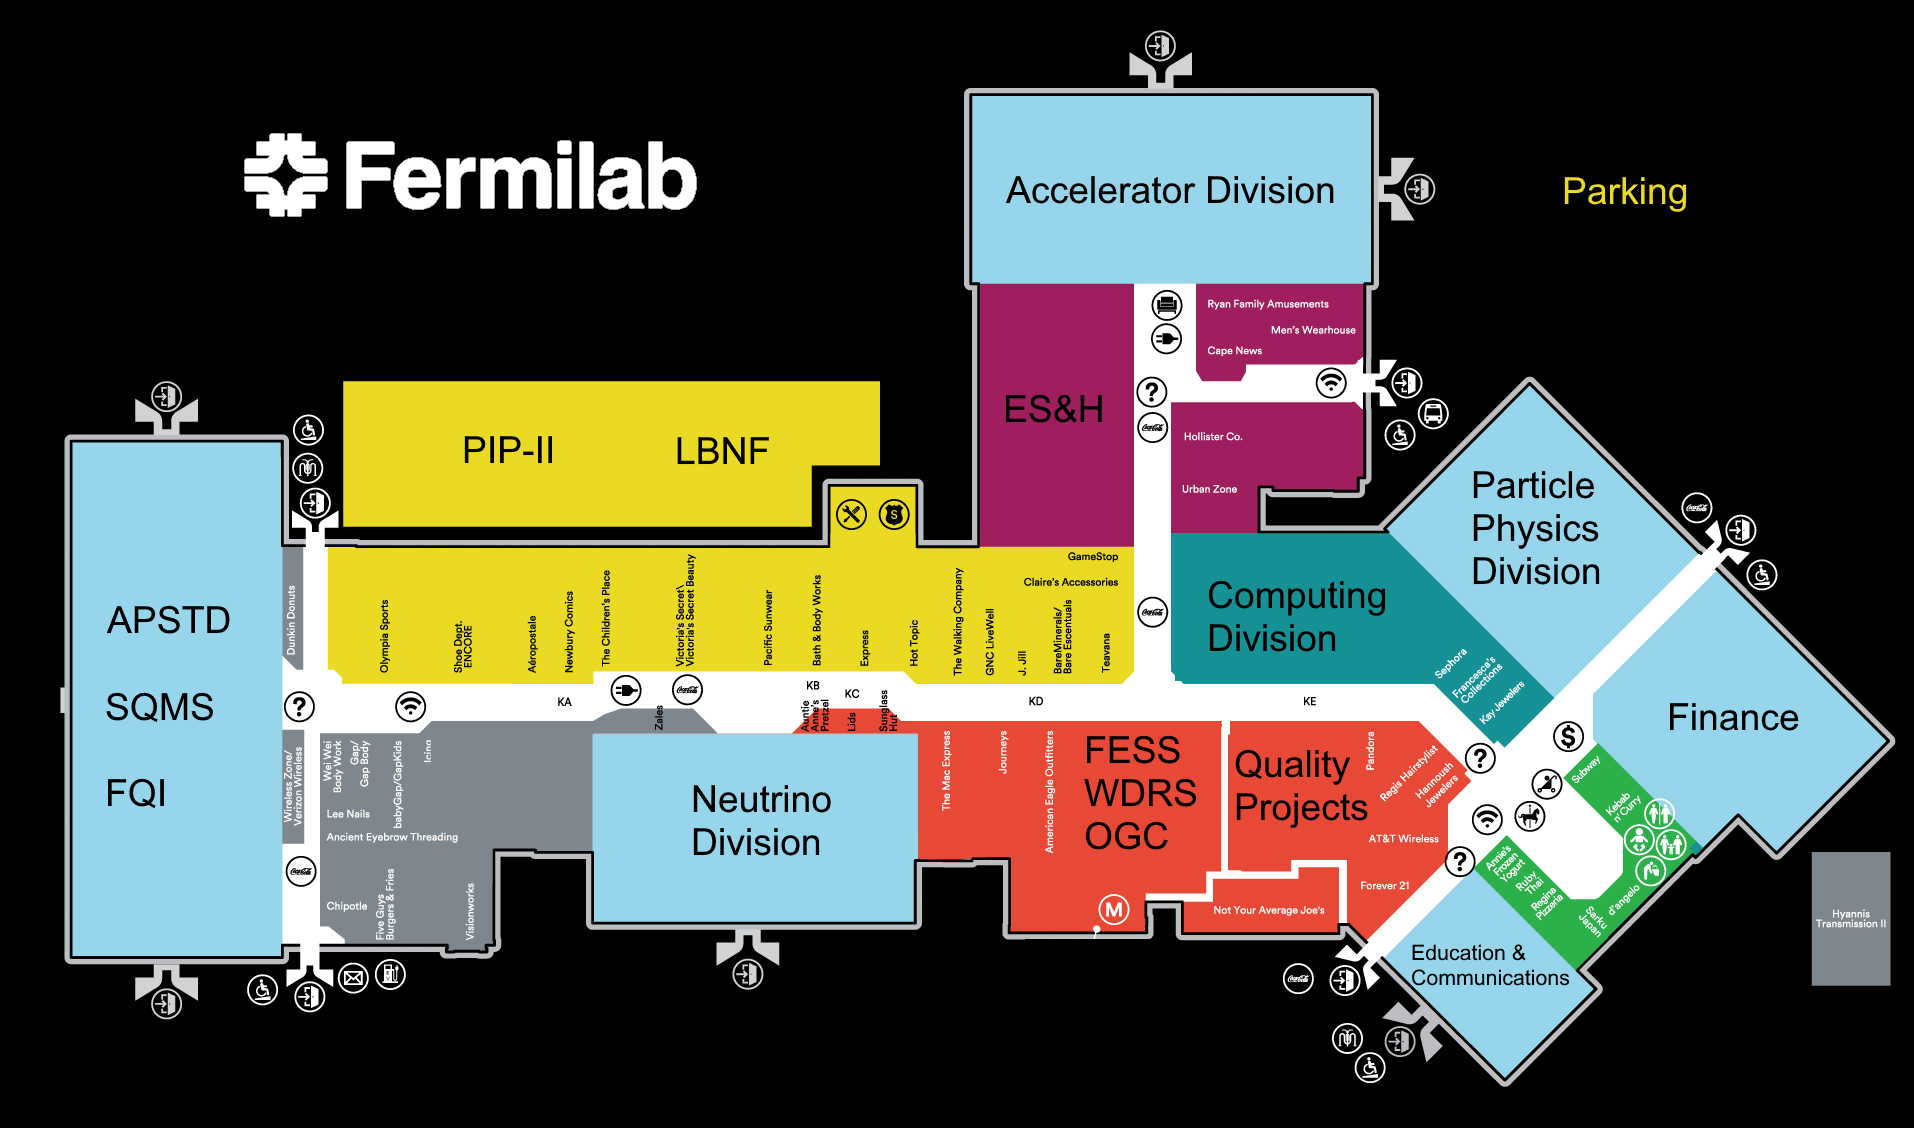 Fermilab
Accelerator Division
Parking
Ryan Family Amusements
Men's Wearhouse
Cape News
ES&H
Hollister Co.
Urban Zone
PIP-II
LBNF
Particle
Physics
Division
APSTD
SQMS
FQI
Dunkin Donuts
Olympia Sports
Shoe Dept.
ENCORE
Aéropostale
Newbury Comics
The Children's Place
Victoria's Secret\
Victoria's Secret Beauty
Pacific Sunwear
Bath & Body Works
Express
Hot Topic
The Walking Company
GNC LiveWell
J. Jill
BareMinerals/
Bare Escentuals
Teavana
GameStop
Claire's Accessories
Computing
Division
Sephora
Francesca's
Collections
Kay Jewelers
Finance
KA
KB
KC
KD
KE
Zales
Auntie
Anne's
Pretzel
Lids
Sunglass
Hut
Wireless Zone/
Verizon Wireless
Wei Wei
Body Work
Gap/
Gap Body
babyGap/GapKids
Lee Nails
Ancient Eyebrow Threading
Chipotle
Five Guys
Burgers & Fries
Visionworks
Neutrino
Division
The Mac Express
Journeys
American Eagle Outfitters
FESS
WDRS
OGC
Quality
Projects
Pandora
Regis Hairstylist
Hannoush
Jewelers
AT&T Wireless
Forever 21
Not Your Average Joe's
M
Subway
Kebab
n' Curry
Annie's
Frozen
Yogurt
Ruby
Thai
Regina
Pizzeria
Sarku
Japan
d'angelo
Education &
Communications
Hyannis
Transmission II